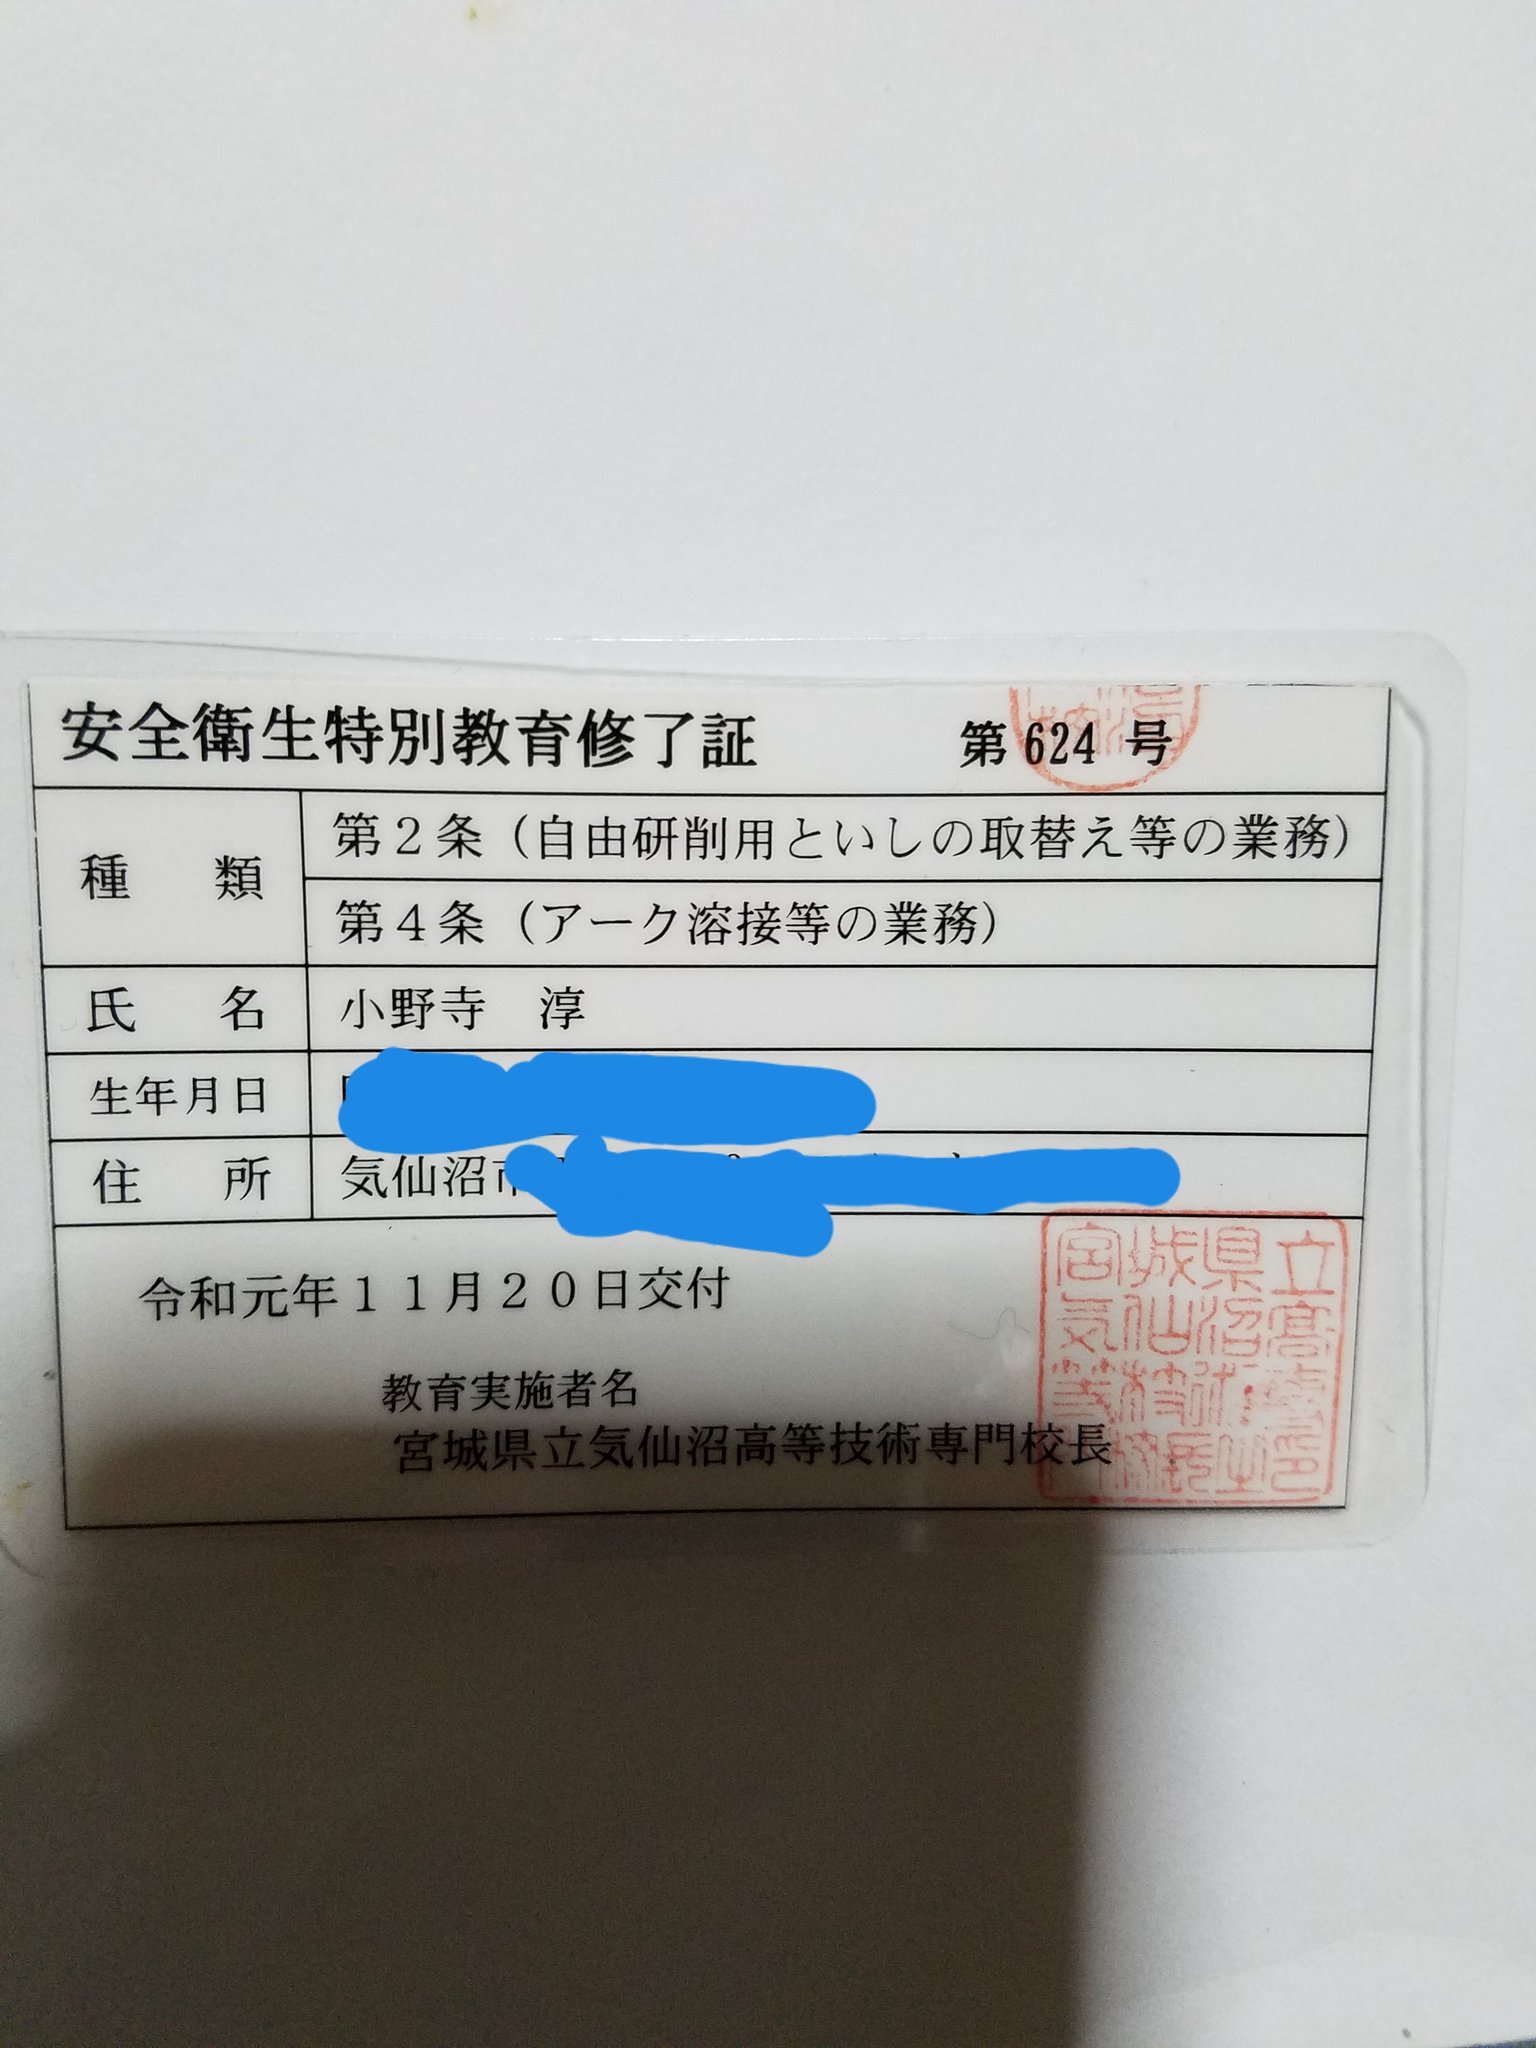 安全衛生特別教育修了証 第624号
種類 第2条（自由研削用といしの取替え等の業務）
第4条（アーク溶接等の業務）
氏名 小野寺 淳
生年月日
住所 気仙沼市
令和元年11月20日交付
教育実施者名
宮城県立気仙沼高等技術専門校長